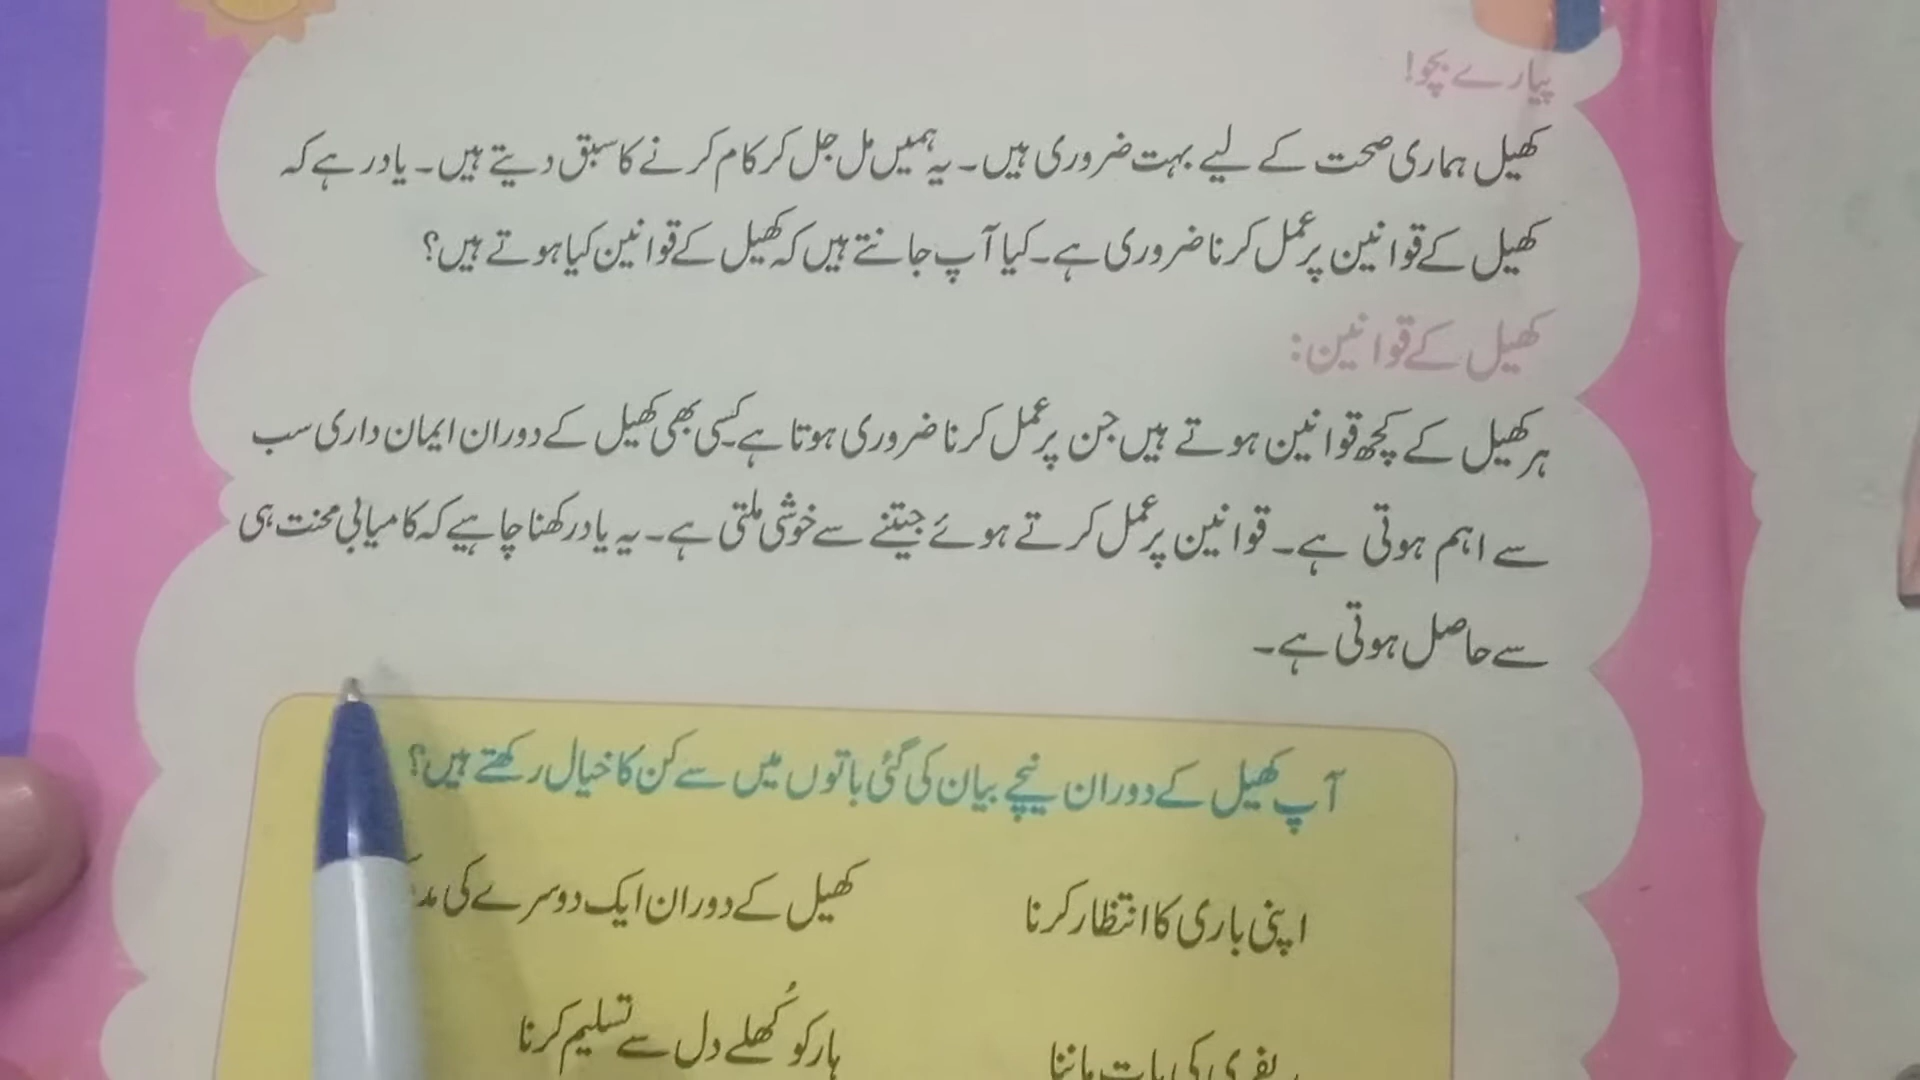 پیارے بچو!
کھیل ہماری صحت کے لیے بہت ضروری ہیں۔ یہ ہمیں مل جل کر کام کرنے کا سبق دیتے ہیں۔ یاد رہے کہ
کھیل کے قوانین پر عمل کرنا ضروری ہے۔ کیا آپ جانتے ہیں کہ کھیل کے قوانین کیا ہوتے ہیں؟
کھیل کے قوانین:
ہر کھیل کے کچھ قوانین ہوتے ہیں جن پر عمل کرنا ضروری ہوتا ہے۔ کسی بھی کھیل کے دوران ایمان داری سب
سے اہم ہوتی ہے۔ قوانین پر عمل کرتے ہوئے جیتنے سے خوشی ملتی ہے۔ یہ یاد رکھنا چاہیے کہ کامیابی محنت ہی
سے حاصل ہوتی ہے۔
آپ کھیل کے دوران نیچے بیان کی گئی باتوں میں سے کن کا خیال رکھتے ہیں؟
اپنی باری کا انتظار کرنا کھیل کے دوران ایک دوسرے کی
ریفری کی بات ماننا ہار کو کُھلے دل سے تسلیم کرنا